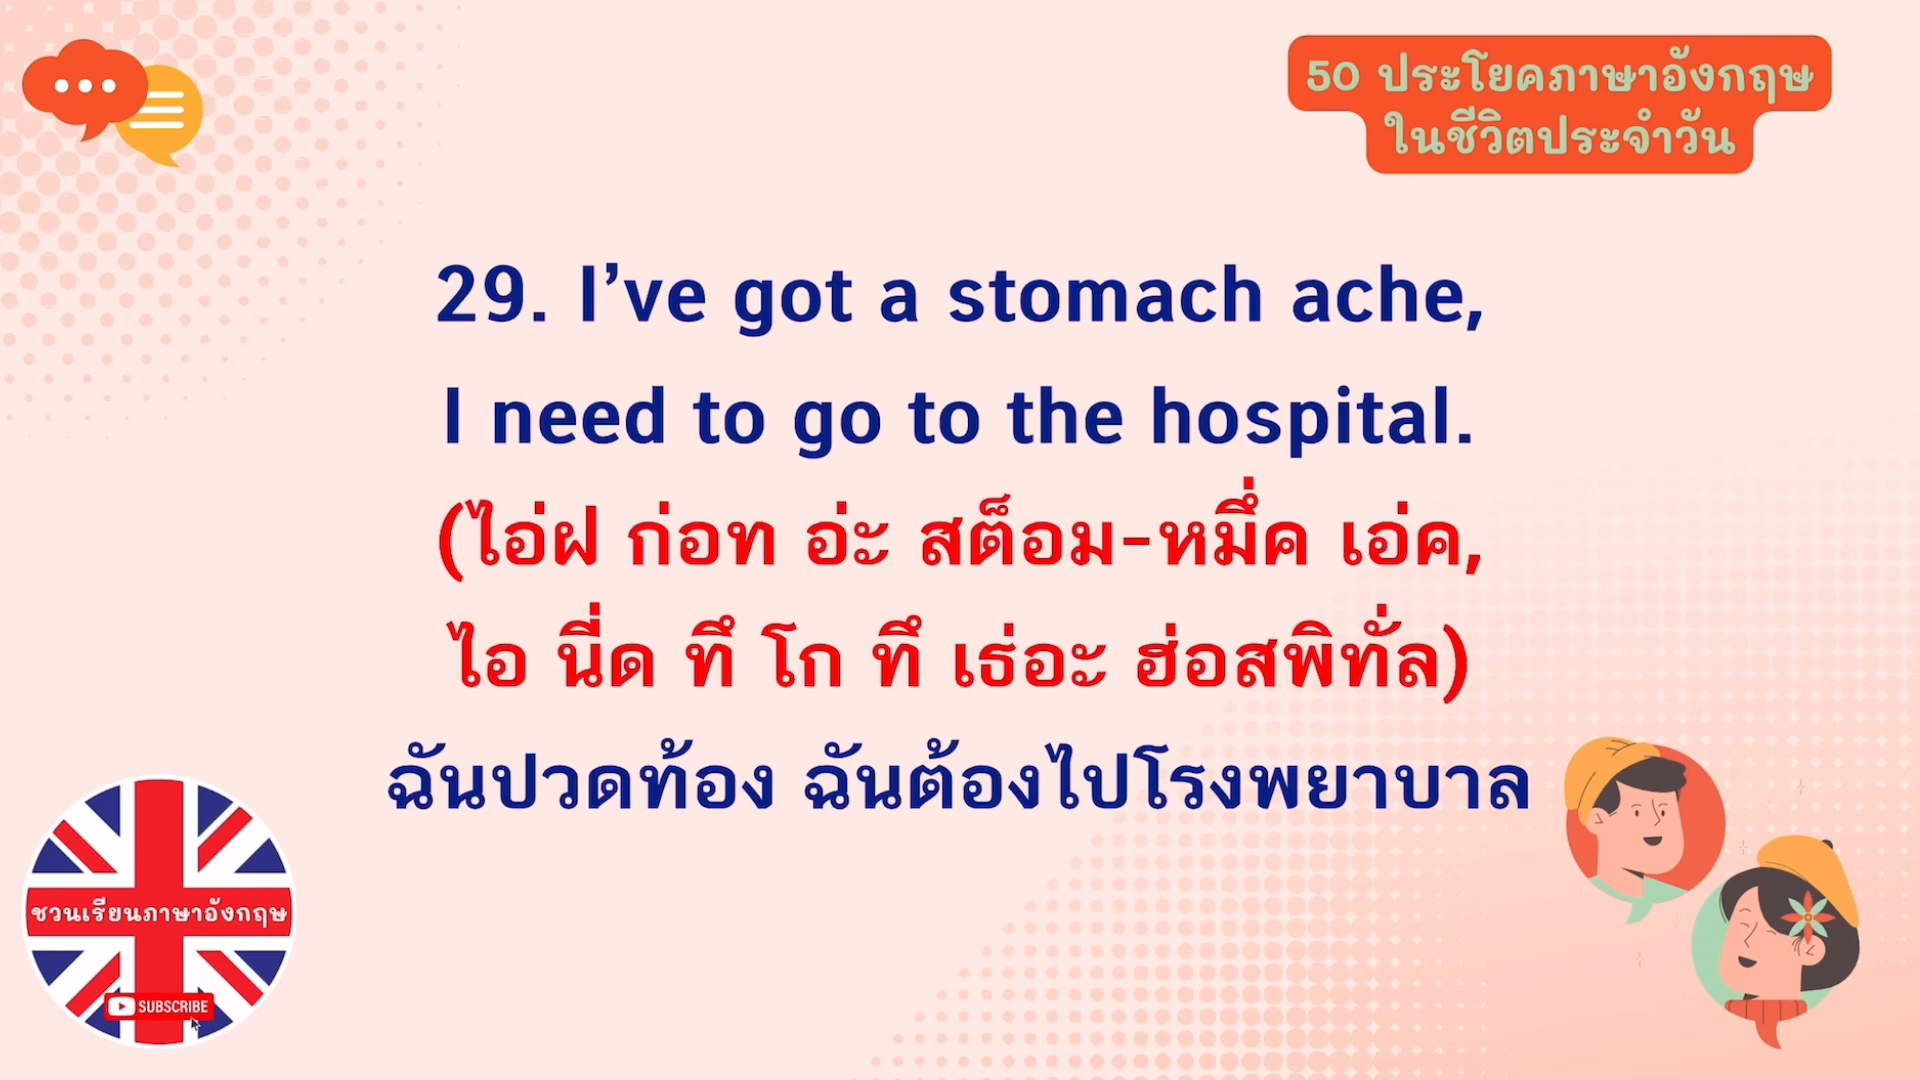 50 ประโยคภาษาอังกฤษ
ในชีวิตประจำวัน
29. I’ve got a stomach ache,
I need to go to the hospital.
(ไอ่ฝ ก่อท อ่ะ สต็อม-หมึ่ค เอ่ค,
ไอ นี่ด ทึ โก ทึ เธ่อะ ฮ่อสพิทั่ล)
ฉันปวดท้อง ฉันต้องไปโรงพยาบาล
ชวนเรียนภาษาอังกฤษ
SUBSCRIBE